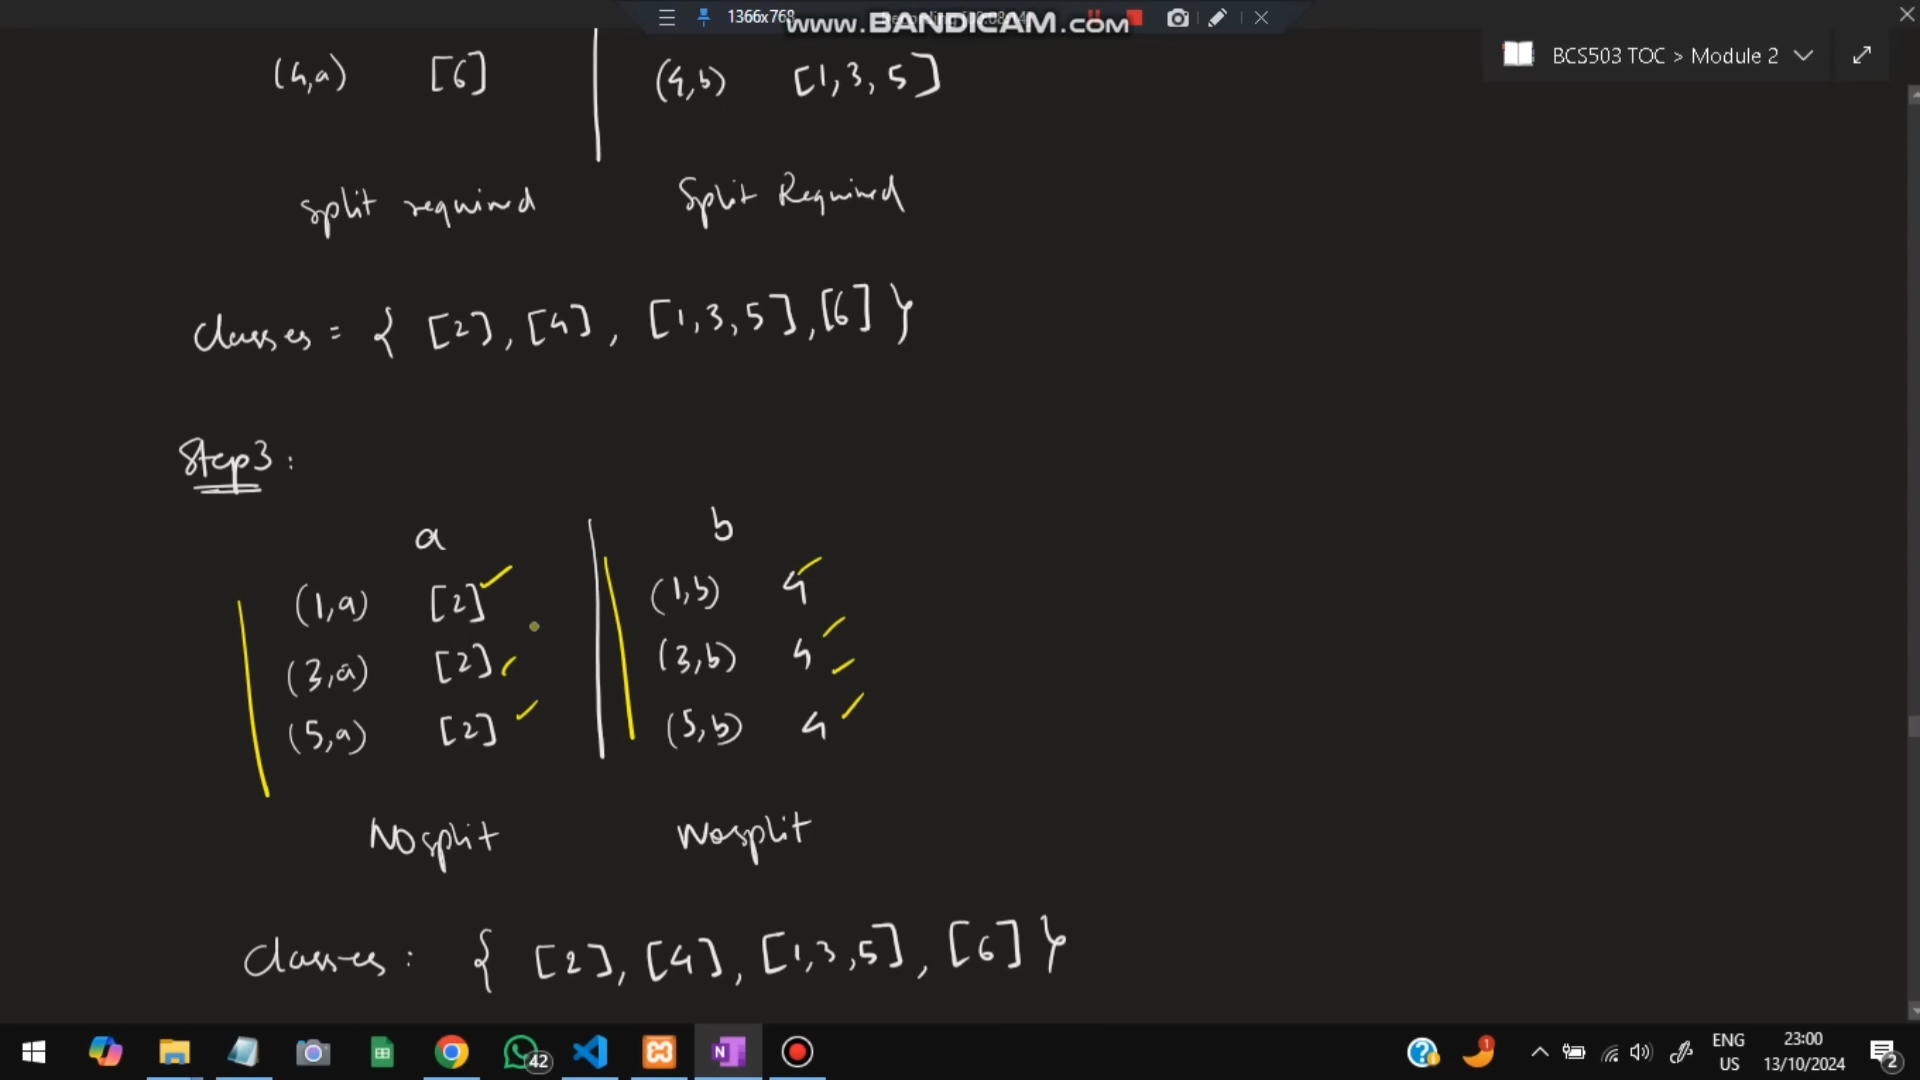 1366x768
www.BANDICAM.com
BCS503 TOC > Module 2
(4,a) [6] (4,b) [1, 3, 5]
split required Split Required
Classes = { [2], [4], [1,3,5], [6] }
Step3:
a b
(1,a) [2] (1,b) 4
(3,a) [2] (3,b) 4
(5,a) [2] (5,b) 4
No split No split
Classes: { [2], [4], [1,3,5], [6] }
42
1
ENG
US
23:00
13/10/2024
2